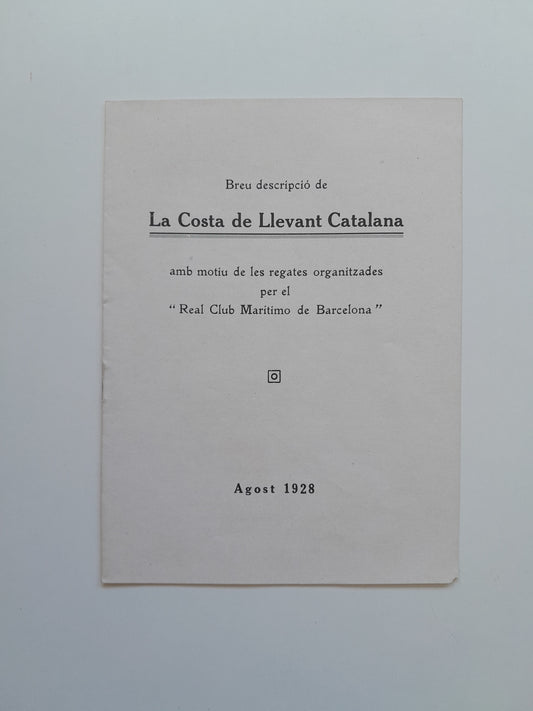 Breu descripció de
La Costa de Llevant Catalana
amb motiu de les regates organitzades
per el
“Real Club Marítimo de Barcelona”
Agost 1928